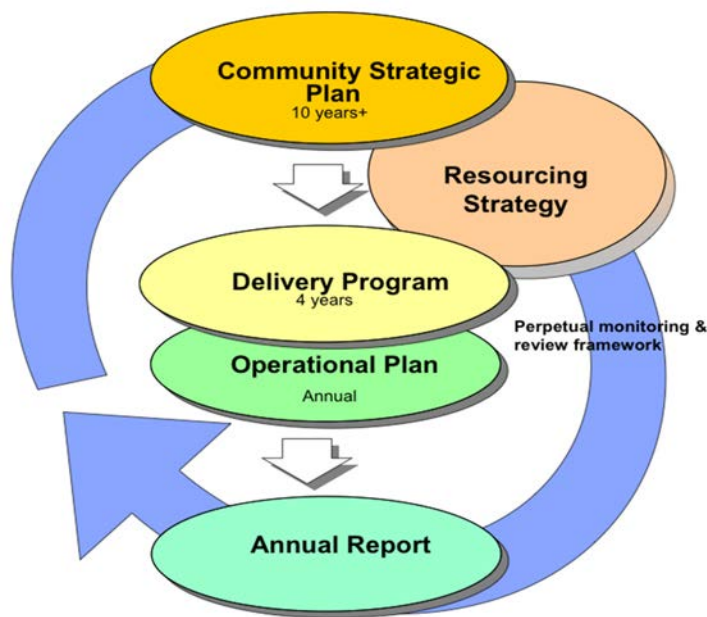 Community Strategic
Plan
10 years+
Resourcing
Strategy
Delivery Program
4 years
Perpetual monitoring &
review framework
Operational Plan
Annual
Annual Report